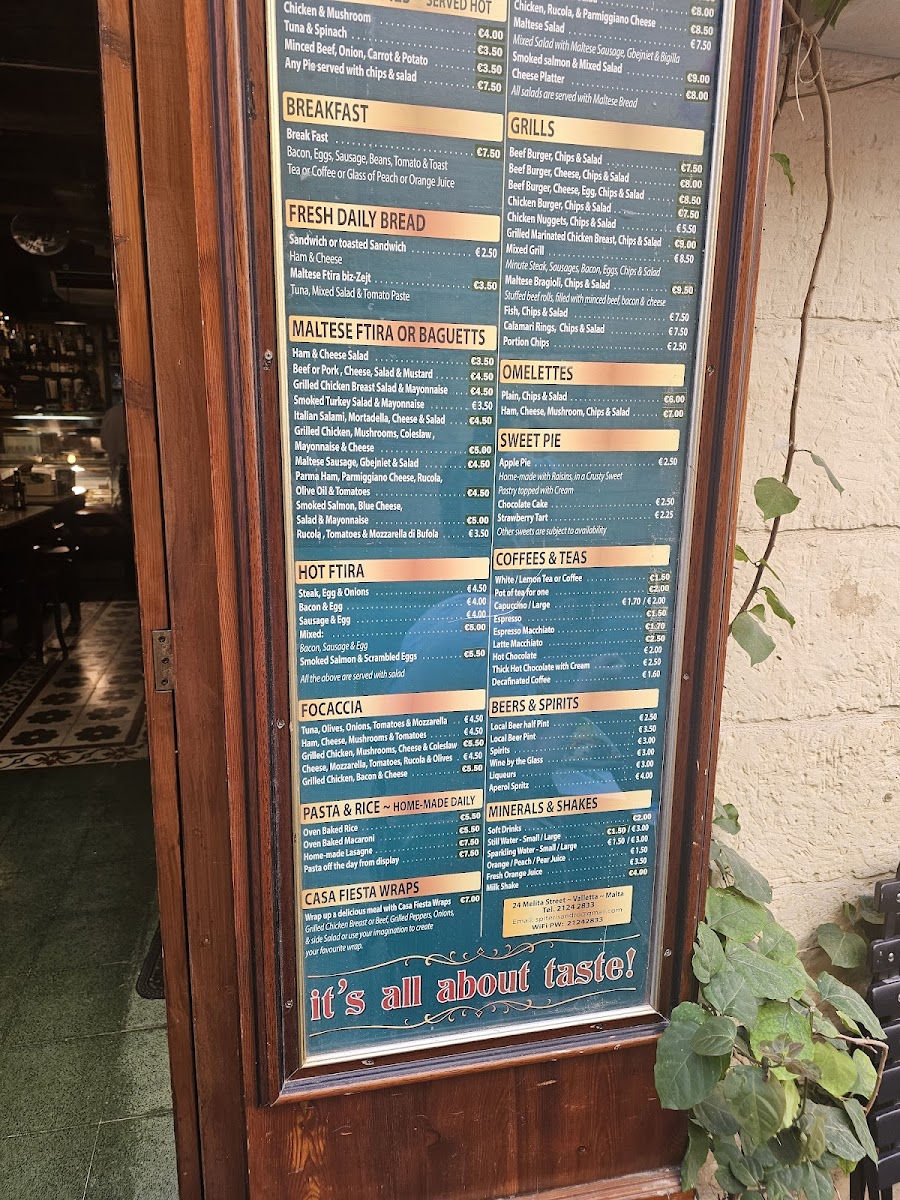 SERVED HOT
Chicken & Mushroom €4.00
Tuna & Spinach €3.50
Minced Beef, Onion, Carrot & Potato €3.50
Any Pie served with chips & salad €7.50
BREAKFAST
Break Fast €7.50
Bacon, Eggs, Sausage, Beans, Tomato & Toast
Tea or Coffee or Glass of Peach or Orange Juice
FRESH DAILY BREAD
Sandwich or toasted Sandwich €2.50
Ham & Cheese
Maltese Ftira biz-Zejt €3.50
Tuna, Mixed Salad & Tomato Paste
MALTESE FTIRA OR BAGUETTS
Ham & Cheese Salad €3.50
Beef or Pork , Cheese, Salad & Mustard €4.50
Grilled Chicken Breast Salad & Mayonnaise €4.50
Smoked Turkey Salad & Mayonnaise €3.50
Italian Salami, Mortadella, Cheese & Salad €4.50
Grilled Chicken, Mushrooms, Coleslaw ,
Mayonnaise & Cheese €5.00
Maltese Sausage, Gbejniet & Salad €4.50
Parma Ham, Parmiggiano Cheese, Rucola,
Olive Oil & Tomatoes €4.50
Smoked Salmon, Blue Cheese,
Salad & Mayonnaise €5.00
Rucola , Tomatoes & Mozzarella di Bufola €3.50
HOT FTIRA
Steak, Egg & Onions €4.50
Bacon & Egg €4.00
Sausage & Egg €4.00
Mixed: €5.00
Bacon, Sausage & Egg
Smoked Salmon & Scrambled Eggs €5.50
All the above are served with salad
FOCACCIA
Tuna, Olives, Onions, Tomatoes & Mozzarella €4.50
Ham, Cheese, Mushrooms & Tomatoes €4.50
Grilled Chicken, Mushrooms, Cheese & Coleslaw €5.50
Cheese, Mozzarella, Tomatoes, Rucola & Olives €4.50
Grilled Chicken, Bacon & Cheese €5.50
PASTA & RICE ~ HOME-MADE DAILY
Oven Baked Rice €5.50
Oven Baked Macaroni €5.50
Home-made Lasagne €7.50
Pasta off the day from display €7.50
CASA FIESTA WRAPS
Wrap up a delicious meal with Casa Fiesta Wraps €7.00
Grilled Chicken Breast or Beef, Grilled Peppers, Onions,
& side Salad or use your imagination to create
your favourite wrap.
€8.00
Chicken, Rucola, & Parmiggiano Cheese €8.50
Maltese Salad €7.50
Mixed Salad with Maltese Sausage, Gbejniet & Bigilla
Smoked salmon & Mixed Salad €9.00
Cheese Platter €8.00
All salads are served with Maltese Bread
GRILLS
Beef Burger, Chips & Salad €7.50
Beef Burger, Cheese, Chips & Salad €8.00
Beef Burger, Cheese, Egg, Chips & Salad €8.50
Chicken Burger, Chips & Salad €7.50
Chicken Nuggets, Chips & Salad €5.50
Grilled Marinated Chicken Breast, Chips & Salad €9.00
Mixed Grill €8.50
Minute Steak, Sausages, Bacon, Eggs, Chips & Salad
Maltese Bragioli, Chips & Salad €9.50
Stuffed beef rolls, filled with minced beef, bacon & cheese
Fish, Chips & Salad €7.50
Calamari Rings, Chips & Salad €7.50
Portion Chips €2.50
OMELETTES
Plain, Chips & Salad €6.00
Ham, Cheese, Mushroom, Chips & Salad €7.00
SWEET PIE
Apple Pie €2.50
Home-made with Raisins, in a Crusty Sweet
Pastry topped with Cream
Chocolate Cake €2.50
Strawberry Tart €2.25
Other sweets are subject to availability
COFFEES & TEAS
White / Lemon Tea or Coffee €1.50
Pot of tea for one €2.00
Capuccino / Large €1.70 / €2.00
Espresso €1.50
Espresso Macchiato €1.70
Latte Macchiato €2.50
Hot Chocolate €2.00
Thick Hot Chocolate with Cream €2.50
Decafinated Coffee €1.60
BEERS & SPIRITS
Local Beer half Pint €2.50
Local Beer Pint €3.50
Spirits €3.00
Wine by the Glass €3.00
Liqueurs €3.00
Aperol Spritz €4.00
MINERALS & SHAKES
Soft Drinks €2.00
Still Water - Small / Large €1.50 / €3.00
Sparkling Water - Small / Large €1.50 / €3.00
Orange / Peach / Pear Juice €1.50
Fresh Orange Juice €3.50
Milk Shake €4.00
24 Melita Street ~ Valletta ~ Malta
Tel. 2124 2833
Email: spiterisandro@gmail.com
WiFi PW: 21242833
it's all about taste!